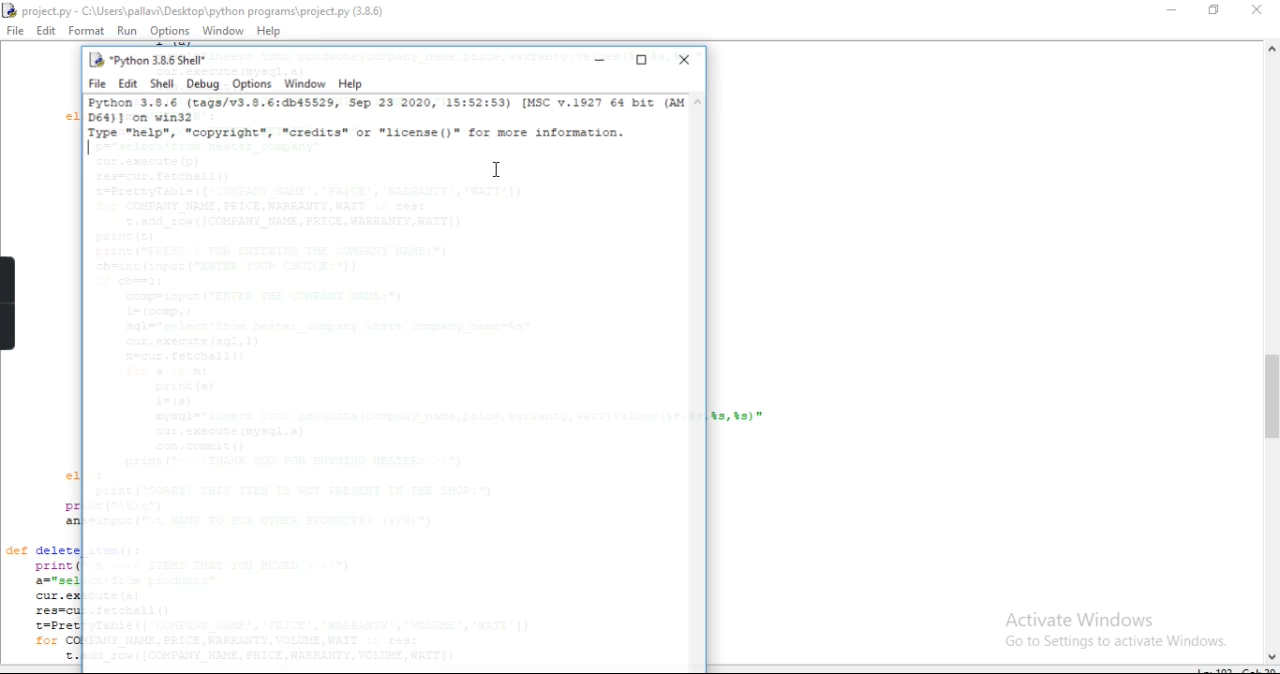 project.py - C:\Users\pallavi\Desktop\python programs\project.py (3.8.6)
File Edit Format Run Options Window Help
*Python 3.8.6 Shell*
File Edit Shell Debug Options Window Help
Python 3.8.6 (tags/v3.8.6:db45529, Sep 23 2020, 15:52:53) [MSC v.1927 64 bit (AM
D64)] on win32
Type "help", "copyright", "credits" or "license()" for more information.
p="select*from heater_company"
cur.execute(p)
res=cur.fetchall()
t=PrettyTable(['COMPANY NAME','PRICE','WARRANTY','WATT'])
for COMPANY_NAME,PRICE,WARRANTY,WATT in res:
t.add_row([COMPANY_NAME,PRICE,WARRANTY,WATT])
print(t)
print("PRESS 1 FOR ENTERING THE COMPANY NAME:")
ch=int(input("ENTER YOUR CHOICE:"))
if ch==1:
comp=input("ENTER THE COMPANY NAME:")
l=(comp,)
sql="select*from heater_company where company_name=%s"
cur.execute(sql,l)
n=cur.fetchall()
for a in n:
print(a)
l=(a)
mysql="insert into products(company_name,price,warranty,watt)values(%s,%s,%s,%s)"
cur.execute(mysql,a)
con.commit()
print("<<<<THANK YOU FOR BUYHING HEATER>>>>")
el :
print("SORRY! THIS ITEM IS NOT PRESENT IN THE SHOP:")
print("\t\t")
ans=input("\t WANT TO BUY OTHER PRODUCTS? (Y/N)")
def delete_item():
print("\t <<<< ITEMS THAT YOU BUYED >>>>")
a="select*from products"
cur.execute(a)
res=cur.fetchall()
t=PrettyTable(['COMPANY_NAME','PRICE','WARRANTY','VOLUME','WATT'])
for COMPANY_NAME,PRICE,WARRANTY,VOLUME,WATT in res:
t.add_row([COMPANY_NAME,PRICE,WARRANTY,VOLUME,WATT])
Activate Windows
Go to Settings to activate Windows.